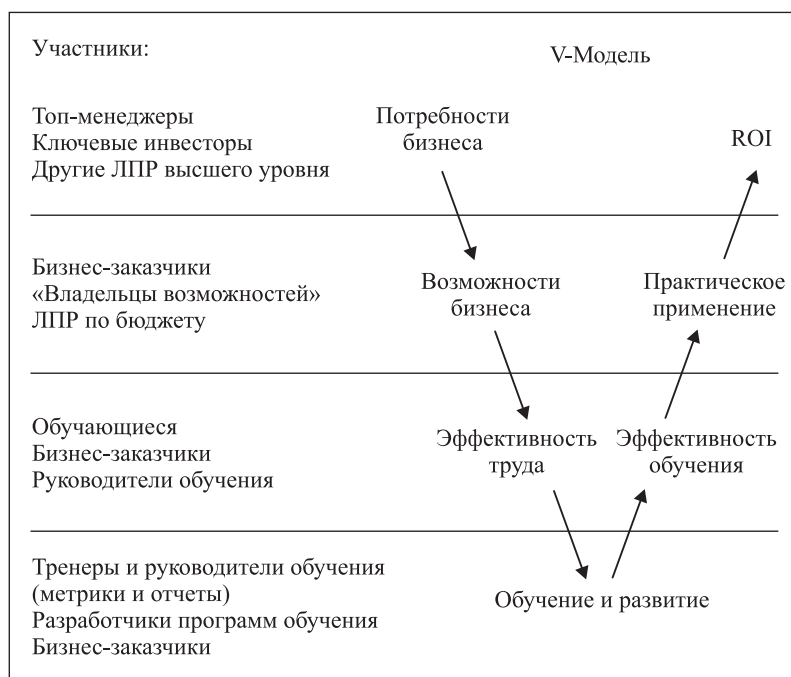 Участники:
V-Модель
Топ-менеджеры
Ключевые инвесторы
Другие ЛПР высшего уровня
Потребности
бизнеса
ROI
Бизнес-заказчики
«Владельцы возможностей»
ЛПР по бюджету
Возможности
бизнеса
Практическое
применение
Обучающиеся
Бизнес-заказчики
Руководители обучения
Эффективность
труда
Эффективность
обучения
Тренеры и руководители обучения
(метрики и отчеты)
Разработчики программ обучения
Бизнес-заказчики
Обучение и развитие